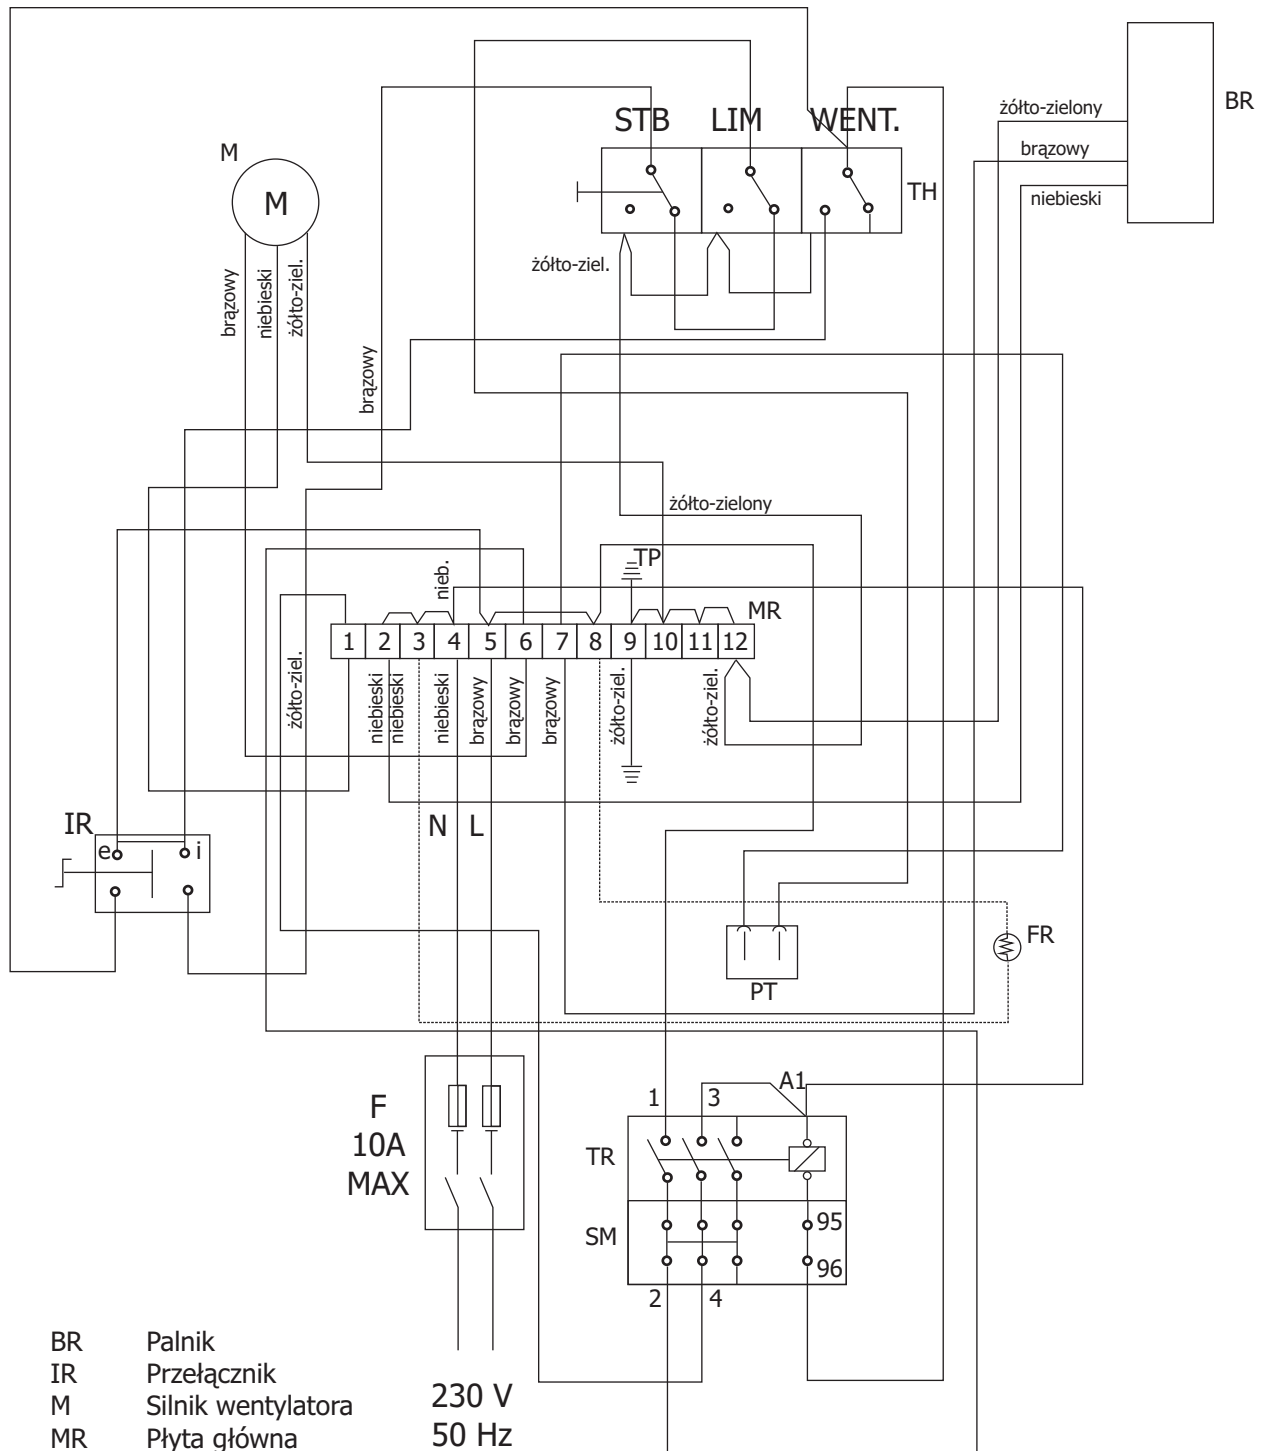 STB LIM WENT.
żółto-zielony
BR
brązowy
M
M
TH
niebieski
żółto-ziel.
brązowy
niebieski
żółto-ziel.
brązowy
żółto-zielony
TP
nieb.
MR
1 2 3 4 5 6 7 8 9 10 11 12
żółto-ziel.
niebieski
niebieski
niebieski
brązowy
brązowy
brązowy
żółto-ziel.
żółto-ziel.
IR
N L
e i
FR
PT
A1
1 3
F
10A
MAX
TR
SM
95
96
2 4
BR Palnik
IR Przełącznik
M Silnik wentylatora
MR Płyta główna
230 V
50 Hz